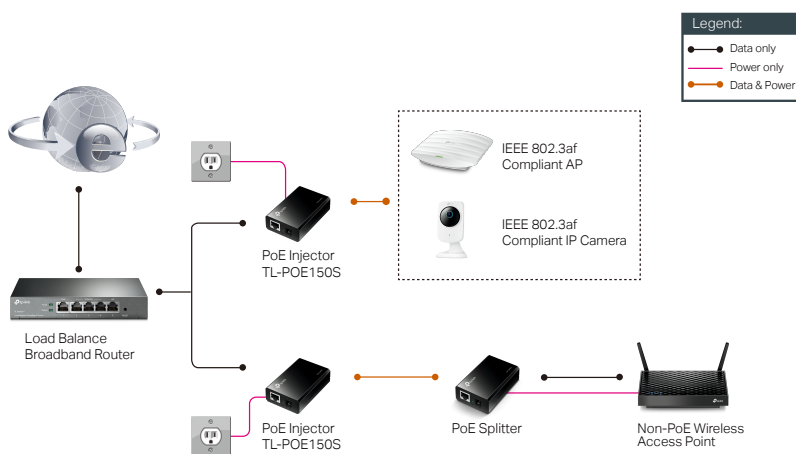 Legend:
Data only
Power only
Data & Power
IEEE 802.3af
Compliant AP
IEEE 802.3af
Compliant IP Camera
PoE Injector
TL-POE150S
Load Balance
Broadband Router
PoE Injector
TL-POE150S
PoE Splitter
Non-PoE Wireless
Access Point